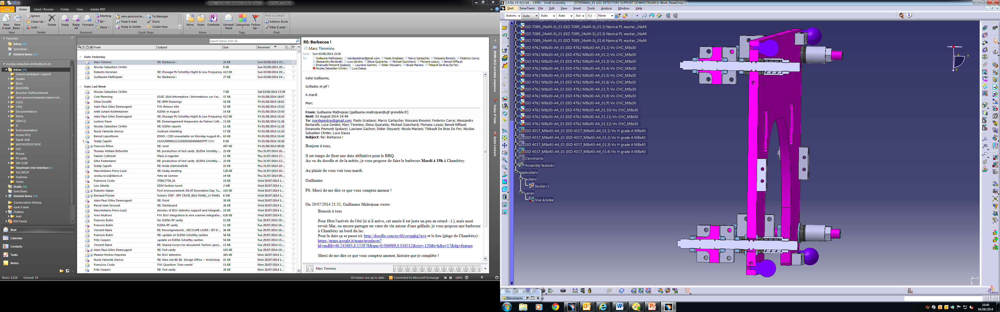 Inbox - nicolas.sebastien.chritin@cern.ch - Microsoft Outlook
File Home Send / Receive Folder View Adobe PDF
New E-mail
New Items
Ignore
Clean Up
Junk
Delete
Reply
Reply All
Forward
Meeting
IM
More
cern pension/m...
Team E-mail
Reply & Delete
To Manager
Done
Create New
Move
Rules
OneNote
Unread/ Read
Categorize
Follow Up
Find a Contact
Address Book
Filter E-mail
New Delete Respond Quick Steps Move Tags Find
Favorites
Inbox (24)
Sent Items
Deleted Items (14)
nicolas.sebastien.chritin@cern.ch
Inbox (24)
Astuces pratiques support
Awake
Biere
BOOSTER
Buncher Steffen/Ahmed
cern pension/maladie/salaire/ert...
CLIC1
CTF3
Documentation
Elena
GRACQ
IC
Instrumentation
Isolde RFQ
Kayak club
kNOWLEDGE BASE
LHC
Phone
PS cavity
SKI CLUB
Smarteam User Interface (1)
TAC/NTOF
trainnee
Victor
Drafts [56]
Sent Items
Deleted Items (14)
Conversation History
Junk E-mail
Outbox
mail
RSS Feeds
Mail
Calendar
Contacts
Tasks
Notes
Items: 5,028 Unread: 24
Search Inbox (Ctrl+E)
From Subject Size Received C...
Date: Yesterday
Marc Timmins RE: Barbacoa ! 24 KB Sun 03/08/2014 23:...
Nicolas Sebastien Chritin 8 KB Sun 03/08/2014 20:...
Roberto Kersevan RE: Etuvage PU Schottky Hight & Low Frequency 422 KB Sun 03/08/2014 19:...
Guillaume Maîtrejean Re: Barbacoa ! 27 KB Sun 03/08/2014 14:...
Date: Last Week
Nicolas Sebastien Chritin 7 KB Sat 02/08/2014 15:39
Ccrb Planning LD2IC 2014 Information / Informations sur l'ex... 57 KB Fri 01/08/2014 18:07
Silvia Zorzetti RE: BPM Drawings 18 KB Fri 01/08/2014 18:02
Alain Paul Gilles Demougeot FW: Belows info 52 KB Fri 01/08/2014 15:52
Antti Juhani Kolehmainen ELENA in August 14 KB Fri 01/08/2014 15:43
Alain Paul Gilles Demougeot RE: Etuvage PU Schottky Hight & Low Frequency 422 KB Fri 01/08/2014 14:10
Ludovic Favre RE: Demenagement temporaire de Fabien Cott... 15 KB Fri 01/08/2014 11:26
Nicolas Sebastien Chritin RE: ELENA reports 11 KB Fri 01/08/2014 11:18
Nuria Valverde Alonso niobium shielding 17 KB Fri 01/08/2014 11:10
Benoit Lepoittevin EDMS / CDD unavailable on Monday August 4t... 63 KB Fri 01/08/2014 10:43
Teddy Capelli UUUURRRRGGGGEEEENNNNNNNTTTT !!!!!!!! 9 KB Fri 01/08/2014 10:20
Francois Pillon RE: Joint 497 KB Fri 01/08/2014 09:50
Thomas William Birtwistle RE: production of test cavity (ELENA Schottky ... 23 KB Thu 31/07/2014 18:...
Fabien Cottenot Plans à regarder 11 KB Thu 31/07/2014 17:...
Silke Federmann RE: production of test cavity (ELENA Schottky ... 23 KB Thu 31/07/2014 12:...
Teddy Capelli RE: bride stdvfuhv0146 32 KB Thu 31/07/2014 10:...
Massimiliano Ferro-Luzzi RE: today meeting 128 KB Thu 31/07/2014 10:...
cecilia.rossi@libero.it Fete de Geneve 19 KB Thu 31/07/2014 09:...
Francisco Costa ST0617736_01 10 KB Wed 30/07/2014 1...
Luis Alberty EDM Section lunch 2 MB Wed 30/07/2014 1...
Roberto Saban First Announcement: EN-KT Innovation Day, Tu... 102 KB Wed 30/07/2014 1...
Bernard Florian fichiers STEP - RPT CRATE_BIAS PANEL_LV PANEL 6 MB Wed 30/07/2014 1...
Alain Paul Gilles Demougeot RE: Point 30 KB Wed 30/07/2014 1...
Pascal Jean Secouet RE: Dashboard 26 KB Wed 30/07/2014 1...
Massimiliano Ferro-Luzzi minutes of BGV detector support and integrati... 10 KB Wed 30/07/2014 1...
Yvon Muttoni FW: BGV integration & wire scanner integratio... 628 KB Wed 30/07/2014 0...
Francois Butin Re: ELENA RF cavity 13 KB Tue 29/07/2014 19:...
Francois Butin ELENA RF cavity 11 KB Tue 29/07/2014 16:...
Vincent Maire RE: Renseignements , DECOUPE LASER / JET D'... 36 KB Tue 29/07/2014 16:...
Francois Butin RE: update on ELENA Schottky cavities 58 KB Tue 29/07/2014 16:...
Fritz Caspers update on ELENA Schottky cavities 54 KB Tue 29/07/2014 15:...
Vincent Maire RE: Shared Access for document: Technic speci... 15 KB Tue 29/07/2014 11:...
Alain Paul Gilles Demougeot RE: Test cavity 103 KB Tue 29/07/2014 10:...
Plamen Hristov Hopchev Re: BGV detectors 385 KB Mon 28/07/2014 1...
Nuria Valverde Alonso RE: New Job BE-BI: Design Office + Workshop 41 KB Mon 28/07/2014 1...
Francisco Costa FW: Question "User needs" 15 KB Mon 28/07/2014 1...
Fritz Caspers RE: Test cavity 20 KB Mon 28/07/2014 1...
RE: Barbacoa !
Marc Timmins
Sent: Sun 03/08/2014 23:36
To: Guillaume Maîtrejean; mardepiedras@gmail.com; Paolo Gradassi; Marco Garlasche; Rossana Bonomi; Federico Carra;
Alessandro Bertarelli; Luca Gentini; Elena Quaranta; Michael Guinchard; Floriane Leaux; Benoit Riffaud;
Emanuele Piemonti Spalazzi; Lauriane Gachon; Didier Steyaert; Nicola Mariani; Thibault De Bras De Fer;
Nicolas Sebastien Chritin; Luca Dassa
Salut Guillaume,
Grillades et pif !
A mardi
Marc
From: Guillaume Maîtrejean [guillaume.maitrejean@ujf-grenoble.fr]
Sent: 03 August 2014 14:48
To: mardepiedras@gmail.com; Paolo Gradassi; Marco Garlasche; Rossana Bonomi; Federico Carra; Alessandro
Bertarelli; Luca Gentini; Marc Timmins; Elena Quaranta; Michael Guinchard; Floriane Leaux; Benoit Riffaud;
Emanuele Piemonti Spalazzi; Lauriane Gachon; Didier Steyaert; Nicola Mariani; Thibault De Bras De Fer; Nicolas
Sebastien Chritin; Luca Dassa
Subject: Re: Barbacoa !
Bonjour à tous,
Il est temps de fixer une date définitive pour le BBQ.
Au vu du doodle et de la météo, je vous propose de faire le barbecue Mardi à 19h à Chambésy.
Au plaisir de vous voir tous mardi.
Guillaume
PS: Merci de me dire ce que vous comptez amener !
On 29/07/2014 21:31, Guillaume Maîtrejean wrote:
Bonsoir à tous
Pour fêter l'arrivée de l'été (si si il arrive, cet année il est juste un peu en retard :-) ), mais aussi
revoir Mar, ou encore partager un verre de vin autour d'une grillade, je vous propose une barbecue
à Chambésy au bord du lac.
Pour la date ça se passe ici: http://doodle.com/ny4fcysvpgkg5ave et le lieu (plage de Chambésy) :
https://maps.google.it/maps/myplaces?
hl=en&ll=46.245683,6.153878&spn=0.006989,0.016512&ctz=-120&t=h&z=17&dg=feature
Merci de me dire ce que vous comptez amener, histoire que je complète !
Marc Timmins
09:30: BGV assembly sequence
Today: 0 Tasks
Quick Contacts
All folders are up to date. Connected to Microsoft Exchange 100%
CATIA V5 R23 64 - CERN : Small Assembly - - - [ST0594063_01 a.01 DETECTORS SUPPORT DOWNSTREAM In Work (ReadOnly) ]
Start SmarTeam File Edit View Insert Tools Analyze Window Help
Autom. Auto Auto Auto Aut Aut None
ISO 7089_24x44-St_01 (ISO 7089_24x44-St_01.1) Normal PL washer_24x44
ISO 7089_24x44-St_01 (ISO 7089_24x44-St_01.3) Normal PL washer_24x44
ISO 7089_24x44-St_01 (ISO 7089_24x44-St_01.4) Normal PL washer_24x44
ISO 4762 M8x30-A4_01 (ISO 4762 M8x30-A4_01.1) Vis CHC_M8x30
ISO 4762 M8x30-A4_01 (ISO 4762 M8x30-A4_01.2) Vis CHC_M8x30
ISO 4762 M8x30-A4_01 (ISO 4762 M8x30-A4_01.3) Vis CHC_M8x30
ISO 4762 M8x30-A4_01 (ISO 4762 M8x30-A4_01.4) Vis CHC_M8x30
ISO 4762 M8x30-A4_01 (ISO 4762 M8x30-A4_01.5) Vis CHC_M8x30
ISO 4762 M8x30-A4_01 (ISO 4762 M8x30-A4_01.6) Vis CHC_M8x30
ISO 4762 M8x30-A4_01 (ISO 4762 M8x30-A4_01.7) Vis CHC_M8x30
ISO 4762 M8x30-A4_01 (ISO 4762 M8x30-A4_01.8) Vis CHC_M8x30
ISO 4762 M8x30-A4_01 (ISO 4762 M8x30-A4_01.9) Vis CHC_M8x30
ISO 4762 M8x30-A4_01 (ISO 4762 M8x30-A4_01.10) Vis CHC_M8x30
ISO 4762 M8x30-A4_01 (ISO 4762 M8x30-A4_01.11) Vis CHC_M8x30
ISO 4762 M8x30-A4_01 (ISO 4762 M8x30-A4_01.12) Vis CHC_M8x30
ISO 4017_M8x40-A4_01 (ISO 4017_M8x40-A4_01.1) Vis H grade A M8x40
ISO 4017_M8x40-A4_01 (ISO 4017_M8x40-A4_01.2) Vis H grade A M8x40
ISO 4017_M8x40-A4_01 (ISO 4017_M8x40-A4_01.3) Vis H grade A M8x40
ISO 4017_M8x40-A4_01 (ISO 4017_M8x40-A4_01.4) Vis H grade A M8x40
Constraints
Assembly features
Applications
Sections
Section.1
Scenes
Vue éclatée
x
y
z
CATIA
Documents
10:40
04/08/2014